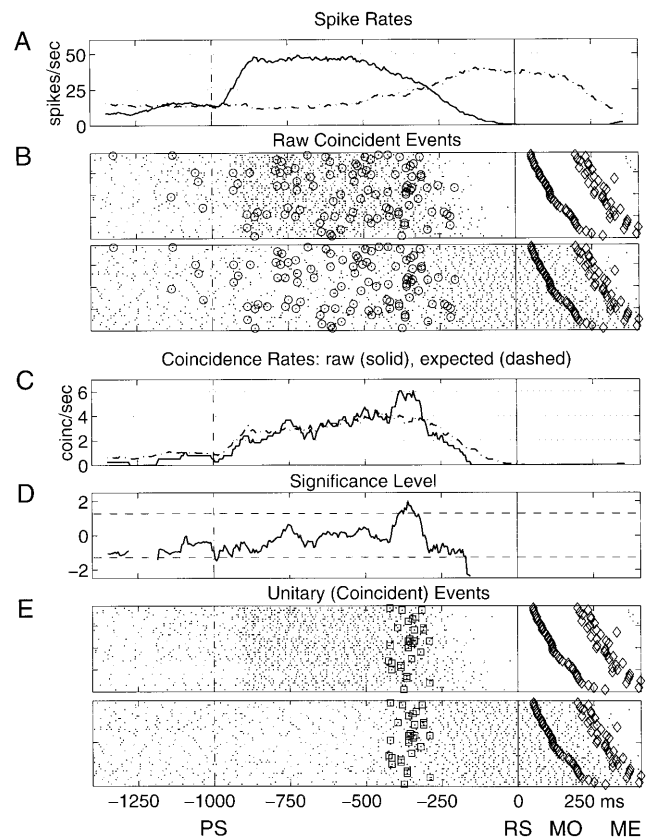 Spike Rates
A
spikes/sec
50
25
0
Raw Coincident Events
B
Coincidence Rates: raw (solid), expected (dashed)
C
coinc/sec
6
4
2
0
Significance Level
D
2
0
−2
Unitary (Coincident) Events
E
−1250 −1000 −750 −500 −250 0 250 ms
PS RS MO ME